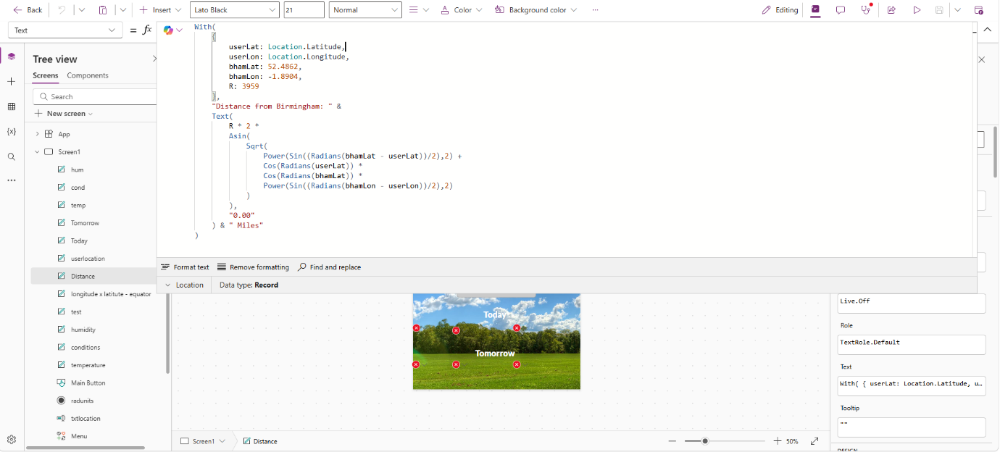 Back
Insert
Lato Black
21
Normal
Color
Background color
...
Editing
Text
= fx
With(
{
userLat: Location.Latitude,
userLon: Location.Longitude,
bhamLat: 52.4862,
bhamLon: -1.8904,
R: 3959
},
"Distance from Birmingham: " &
Text(
R * 2 *
Asin(
Sqrt(
Power(Sin((Radians(bhamLat - userLat))/2),2) +
Cos(Radians(userLat)) *
Cos(Radians(bhamLat)) *
Power(Sin((Radians(bhamLon - userLon))/2),2)
)
),
"0.00"
) & " Miles"
)
Format text
Remove formatting
Find and replace
Location
Data type: Record
Tree view
Screens
Components
Search
New screen
App
Screen1
hum
cond
temp
Tomorrow
Today
userlocation
Distance
longitude x latitute - equator
test
humidity
conditions
temperature
Main Button
radunits
txtlocation
Menu
{x}
Today
Tomorrow
Live.Off
Role
TextRole.Default
Text
With( { userLat: Location.Latitude, u...
Tooltip
""
DESIGN
Screen1
Distance
50%